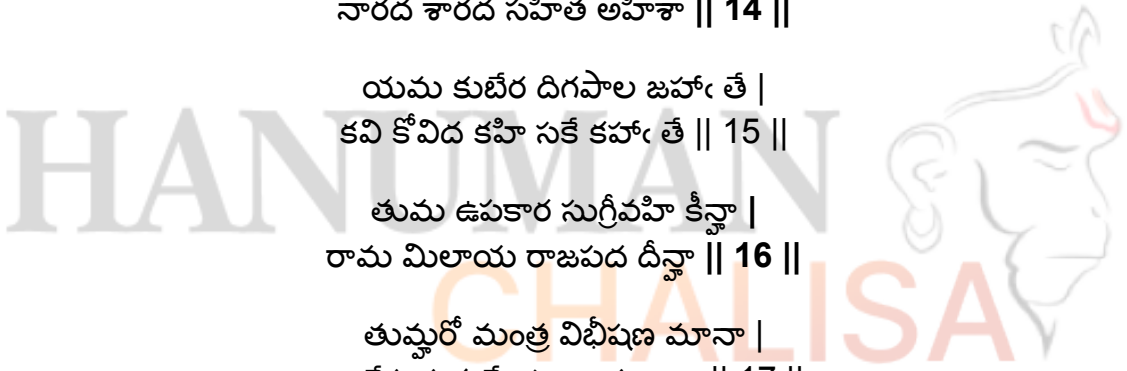 నారద శారద సహిత అహీశా || 14 ||
యమ కుబేర దిగపాల జహాఁ తే |
కవి కోవిద కహి సకే కహాఁ తే || 15 ||
తుమ ఉపకార సుగ్రీవహి కీన్హా |
రామ మిలాయ రాజపద దీన్హా || 16 ||
తుమ్హరో మంత్ర విభీషణ మానా |
|| 17 ||
HANUMAN
CHALISA